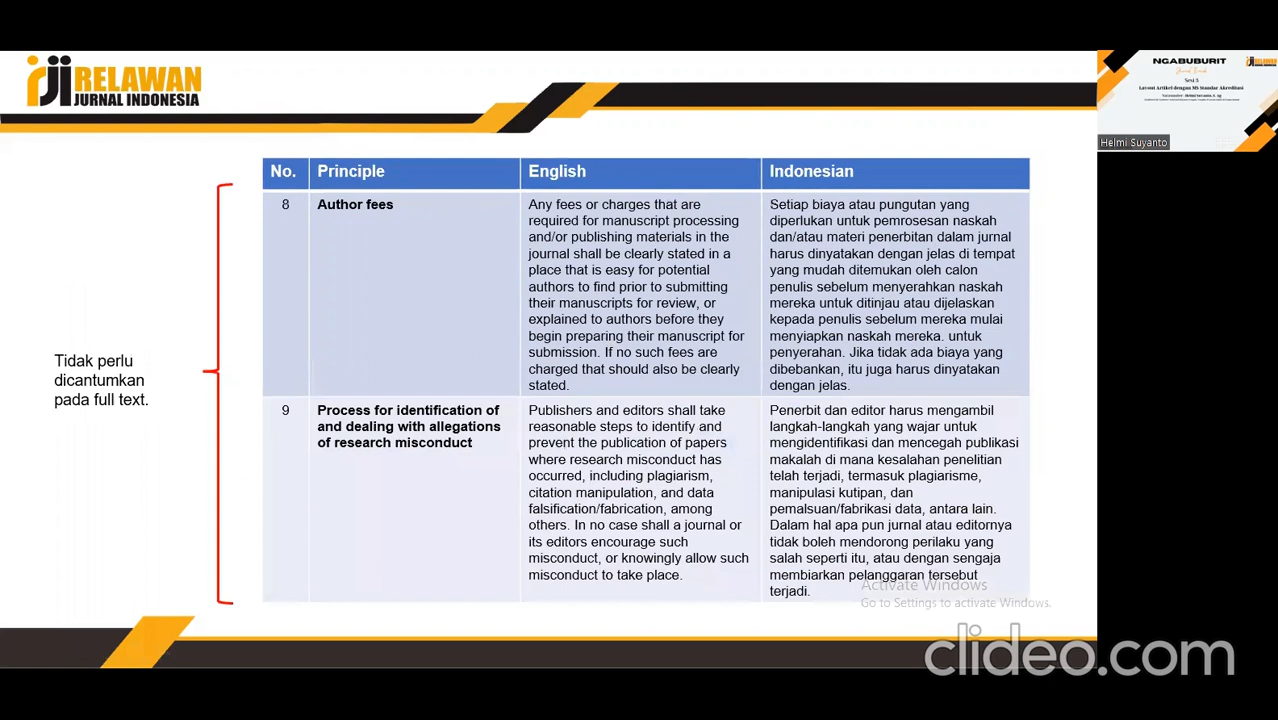 RELAWAN
JURNAL INDONESIA
NGABUBURIT
Sesi 3
Layout Artikel dengan MS Standar Akreditasi
Helmi Suyanto
No.
Principle
English
Indonesian
8
Author fees
Any fees or charges that are
required for manuscript processing
and/or publishing materials in the
journal shall be clearly stated in a
place that is easy for potential
authors to find prior to submitting
their manuscripts for review, or
explained to authors before they
begin preparing their manuscript for
submission. If no such fees are
charged that should also be clearly
stated.
Setiap biaya atau pungutan yang
diperlukan untuk pemrosesan naskah
dan/atau materi penerbitan dalam jurnal
harus dinyatakan dengan jelas di tempat
yang mudah ditemukan oleh calon
penulis sebelum menyerahkan naskah
mereka untuk ditinjau atau dijelaskan
kepada penulis sebelum mereka mulai
menyiapkan naskah mereka. untuk
penyerahan. Jika tidak ada biaya yang
dibebankan, itu juga harus dinyatakan
dengan jelas.
Tidak perlu
dicantumkan
pada full text.
9
Process for identification of
and dealing with allegations
of research misconduct
Publishers and editors shall take
reasonable steps to identify and
prevent the publication of papers
where research misconduct has
occurred, including plagiarism,
citation manipulation, and data
falsification/fabrication, among
others. In no case shall a journal or
its editors encourage such
misconduct, or knowingly allow such
misconduct to take place.
Penerbit dan editor harus mengambil
langkah-langkah yang wajar untuk
mengidentifikasi dan mencegah publikasi
makalah di mana kesalahan penelitian
telah terjadi, termasuk plagiarisme,
manipulasi kutipan, dan
pemalsuan/fabrikasi data, antara lain.
Dalam hal apa pun jurnal atau editornya
tidak boleh mendorong perilaku yang
salah seperti itu, atau dengan sengaja
membiarkan pelanggaran tersebut
terjadi.
Activate Windows
Go to Settings to activate Windows.
clideo.com